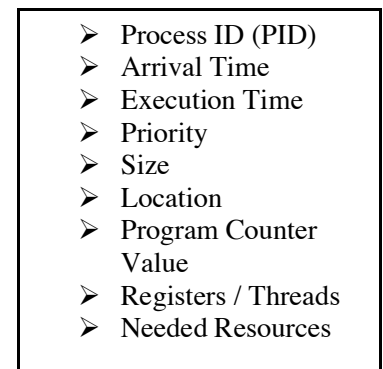 ➢ Process ID (PID)
➢ Arrival Time
➢ Execution Time
➢ Priority
➢ Size
➢ Location
➢ Program Counter
Value
➢ Registers / Threads
➢ Needed Resources